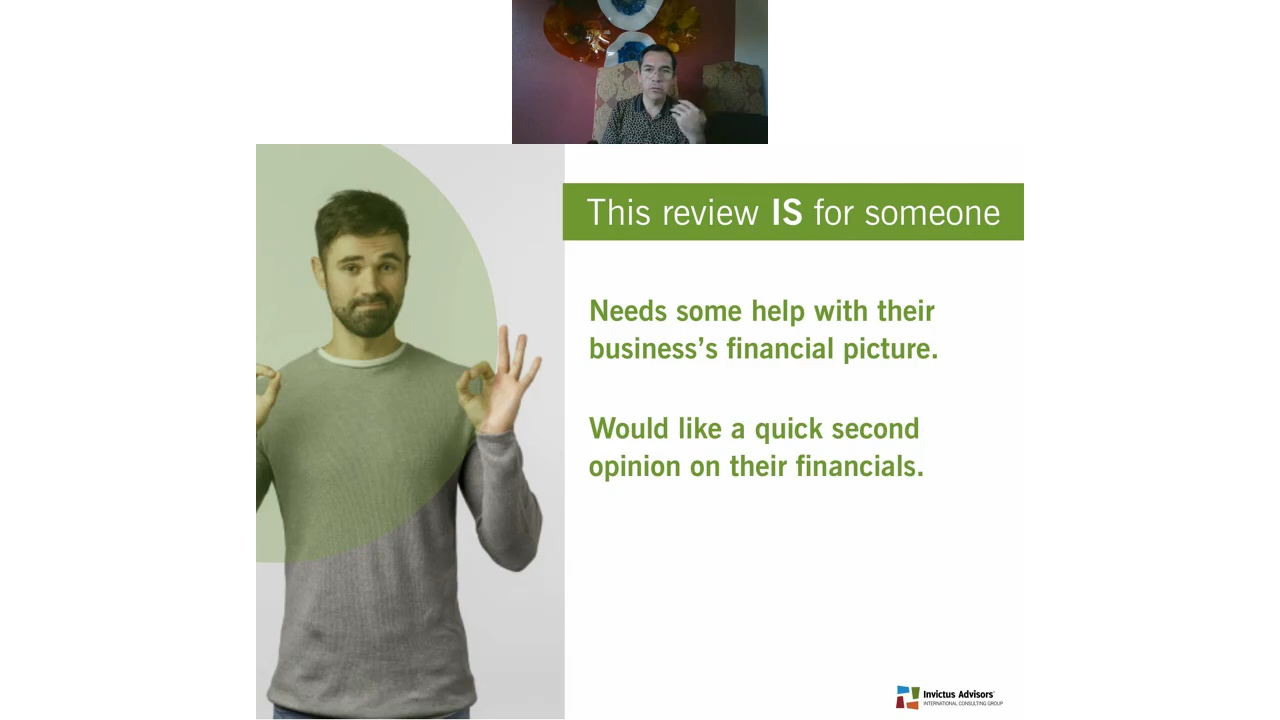 This review IS for someone
Needs some help with their
business's financial picture.
Would like a quick second
opinion on their financials.
Invictus Advisors
INTERNATIONAL CONSULTING GROUP